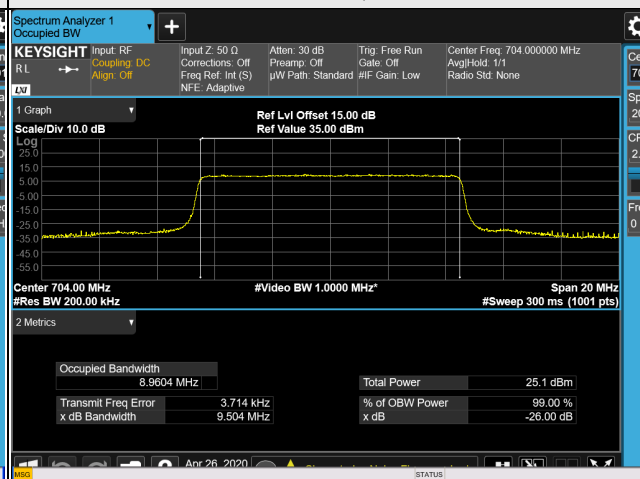 Spectrum Analyzer 1
Occupied BW
+
KEYSIGHT Input: RF Input Z: 50 Ω Atten: 30 dB Trig: Free Run Center Freq: 704.000000 MHz
R L Coupling: DC Corrections: Off Preamp: Off Gate: Off Avg|Hold: 1/1
Align: Off Freq Ref: Int (S) µW Path: Standard #IF Gain: Low Radio Std: None
LXI NFE: Adaptive
1 Graph
Ref Lvl Offset 15.00 dB
Scale/Div 10.0 dB Ref Value 35.00 dBm
Log
25.0
15.0
5.00
-5.00
-15.0
-25.0
-35.0
-45.0
-55.0
Center 704.00 MHz #Video BW 1.0000 MHz* Span 20 MHz
#Res BW 200.00 kHz #Sweep 300 ms (1001 pts)
2 Metrics
Occupied Bandwidth
8.9604 MHz
Total Power 25.1 dBm
Transmit Freq Error 3.714 kHz % of OBW Power 99.00 %
x dB Bandwidth 9.504 MHz x dB -26.00 dB
Apr 26, 2020
MSG STATUS